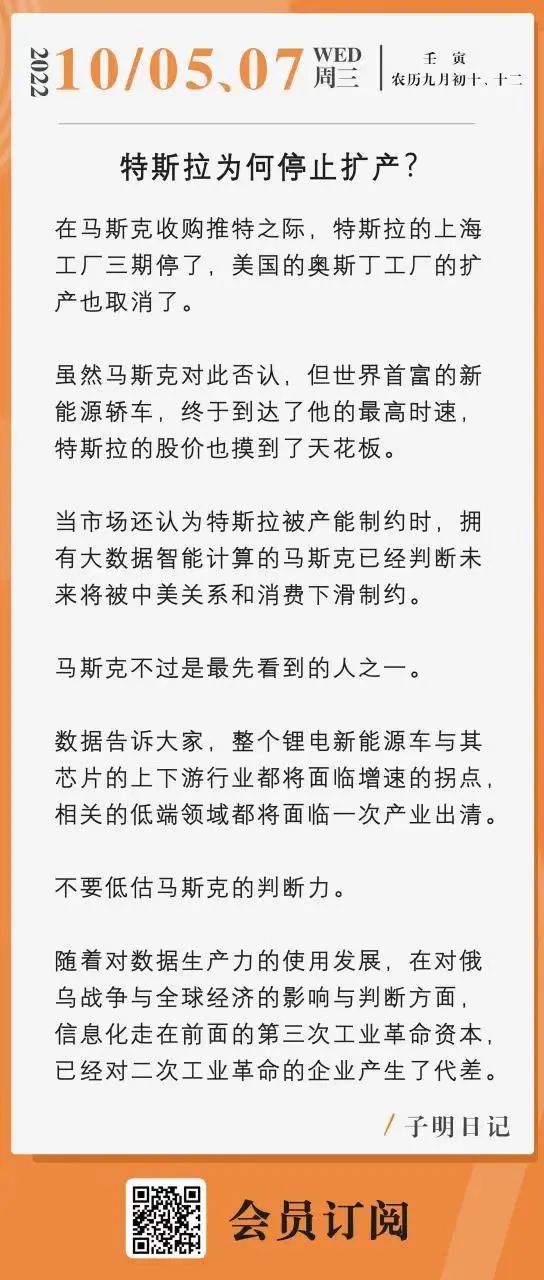 2022
10/05、07
WED
周三
壬 寅
农历九月初十、十二
特斯拉为何停止扩产？
在马斯克收购推特之际，特斯拉的上海
工厂三期停了，美国的奥斯丁工厂的扩
产也取消了。
虽然马斯克对此否认，但世界首富的新
能源轿车，终于到达了他的最高时速，
特斯拉的股价也摸到了天花板。
当市场还认为特斯拉被产能制约时，拥
有大数据智能计算的马斯克已经判断未
来将被中美关系和消费下滑制约。
马斯克不过是最先看到的人之一。
数据告诉大家，整个锂电新能源车与其
芯片的上下游行业都将面临增速的拐点，
相关的低端领域都将面临一次产业出清。
不要低估马斯克的判断力。
随着对数据生产力的使用发展，在对俄
乌战争与全球经济的影响与判断方面，
信息化走在前面的第三次工业革命资本，
已经对二次工业革命的企业产生了代差。
/ 子明日记
会员订阅